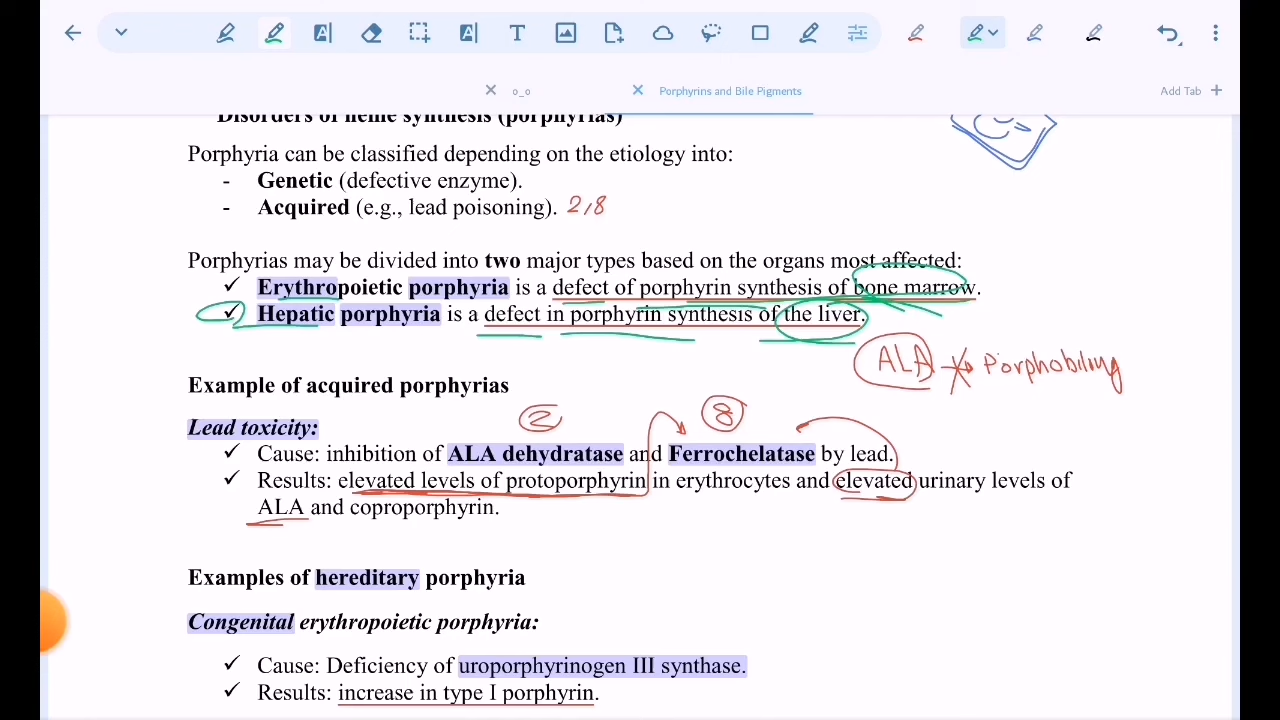 o_o
Porphyrins and Bile Pigments
Add Tab
Disorders of heme synthesis (porphyrias)
Porphyria can be classified depending on the etiology into:
- Genetic (defective enzyme).
- Acquired (e.g., lead poisoning). 2,8
Porphyrias may be divided into two major types based on the organs most affected:
✓ Erythropoietic porphyria is a defect of porphyrin synthesis of bone marrow.
✓ Hepatic porphyria is a defect in porphyrin synthesis of the liver.
ALA
Example of acquired porphyrias
2 8
Lead toxicity:
✓ Cause: inhibition of ALA dehydratase and Ferrochelatase by lead.
✓ Results: elevated levels of protoporphyrin in erythrocytes and elevated urinary levels of
ALA and coproporphyrin.
Examples of hereditary porphyria
Congenital erythropoietic porphyria:
✓ Cause: Deficiency of uroporphyrinogen III synthase.
✓ Results: increase in type I porphyrin.